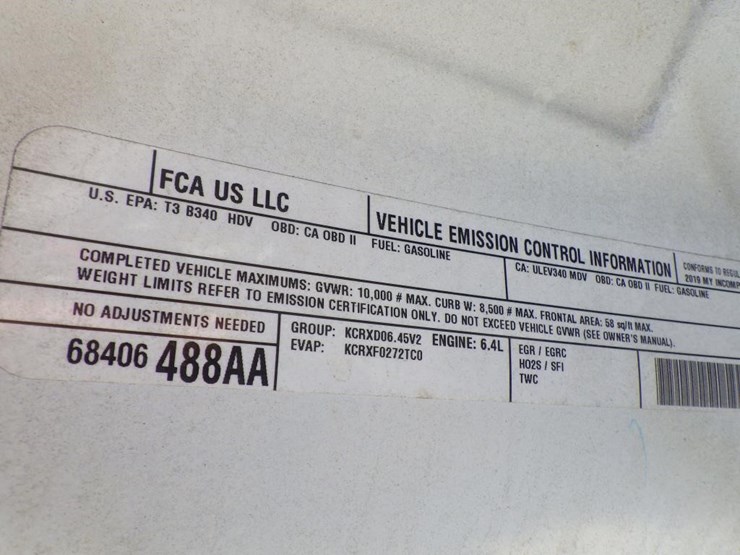 FCA US LLC
VEHICLE EMISSION CONTROL INFORMATION
CONFORMS TO
2019 MY
U.S. EPA: T3 B340 HDV OBD: CA OBD II FUEL: GASOLINE
CA: ULEV340 MDV OBD: CA OBD II FUEL: GASOLINE
COMPLETED VEHICLE MAXIMUMS: GVWR: 10,000 # MAX. CURB W: 8,500 # MAX. FRONTAL AREA: 58 sq/ft MAX.
WEIGHT LIMITS REFER TO EMISSION CERTIFICATION ONLY. DO NOT EXCEED VEHICLE GVWR (SEE OWNER'S MANUAL).
NO ADJUSTMENTS NEEDED
68406 488AA
GROUP: KCRXD06.45V2 ENGINE: 6.4L
EVAP: KCRXF0272TC0
EGR / EGRC
HO2S / SFI
TWC